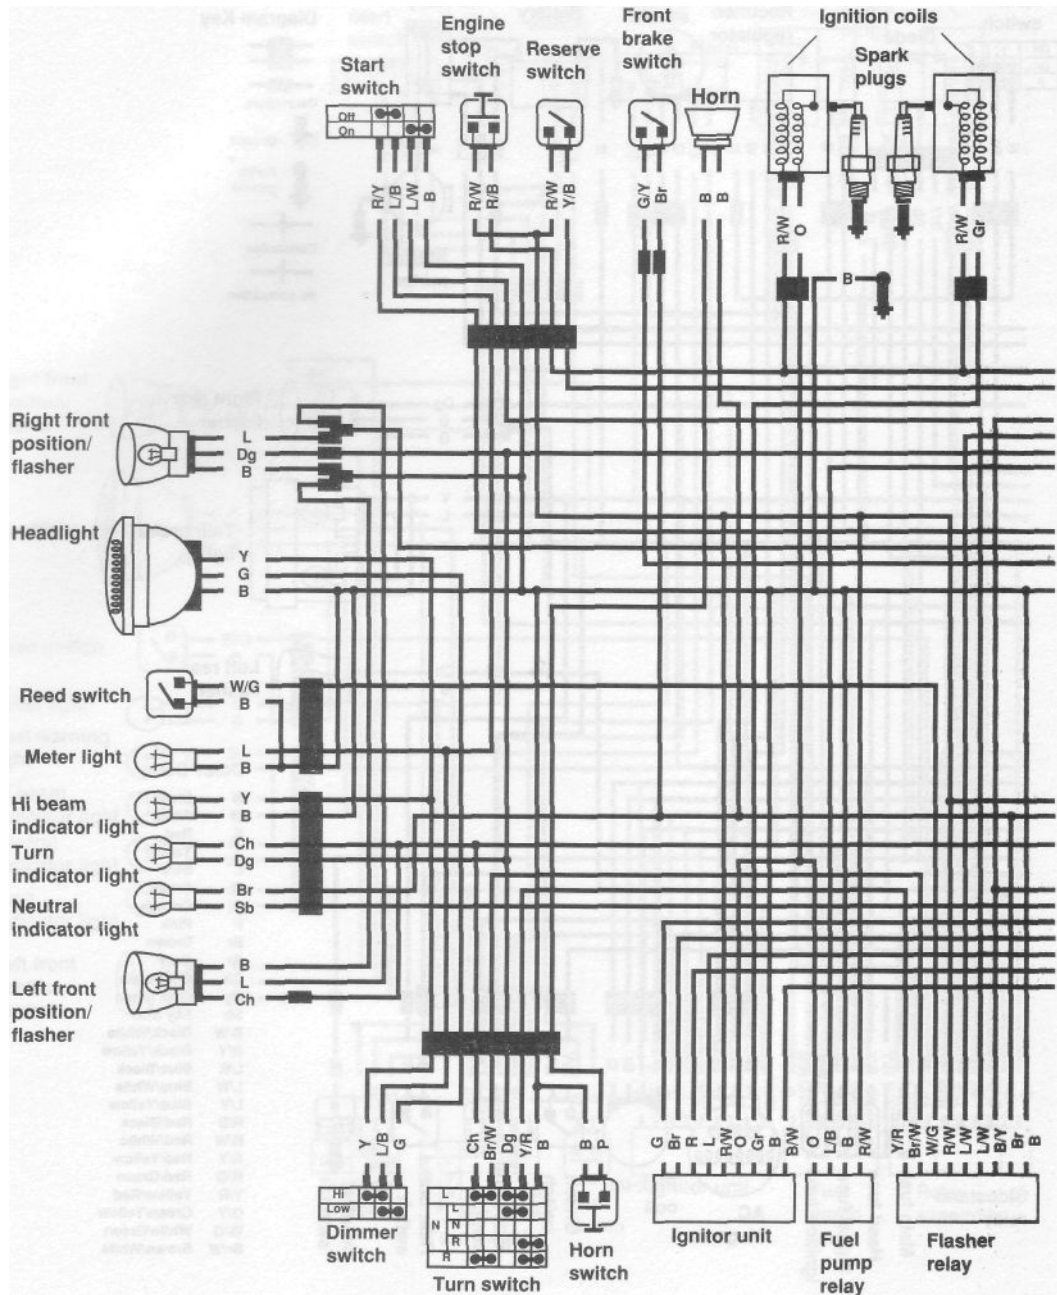 Engine
stop
switch
Start
switch
Reserve
switch
Front
brake
switch
Horn
Ignition coils
Spark
plugs
Off
On
R/Y
L/B
L/W
B
R/W
R/B
R/W
Y/B
G/Y
Br
B
B
R/W
O
B
R/W
Gr
Right front
position/
flasher
L
Dg
B
Headlight
Y
G
B
Reed switch
W/G
B
Meter light
L
B
Hi beam
indicator light
Y
B
Turn
indicator light
Ch
Dg
Neutral
indicator light
Br
Sb
Left front
position/
flasher
B
L
Ch
Y
L/B
G
Ch
Br/W
Dg
Y/R
B
B
P
G
Br
R
L
R/W
O
Gr
B
B/W
O
Y/B
B
R/W
Y/R
Br/W
W/G
R/W
L/W
L/W
B/Y
Br
B
Hi
Low
L
L
N N
R
R
Dimmer
switch
Turn switch
Horn
switch
Ignitor unit
Fuel
pump
relay
Flasher
relay